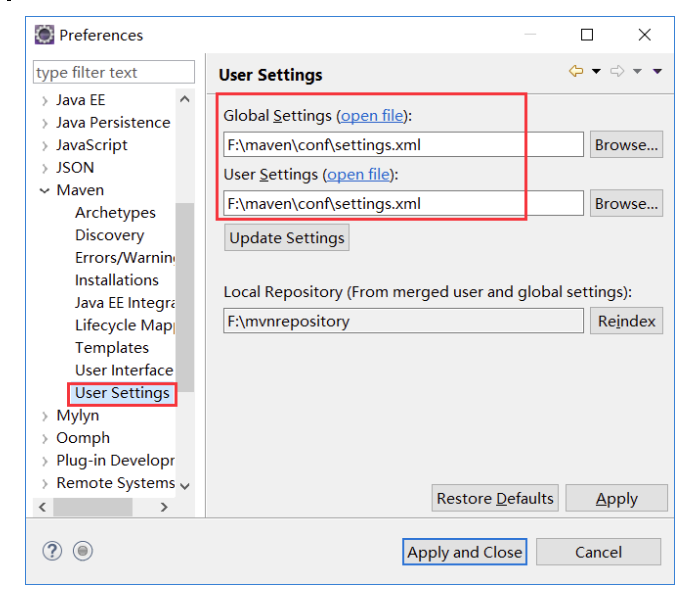 Preferences
type filter text
User Settings
Java EE
Java Persistence
JavaScript
JSON
Maven
Archetypes
Discovery
Errors/Warnin
Installations
Java EE Integra
Lifecycle Map
Templates
User Interface
User Settings
Mylyn
Oomph
Plug-in Developr
Remote Systems
Global Settings (open file):
F:\maven\conf\settings.xml Browse...
User Settings (open file):
F:\maven\conf\settings.xml Browse...
Update Settings
Local Repository (From merged user and global settings):
F:\mvnrepository Reindex
Restore Defaults Apply
? Apply and Close Cancel